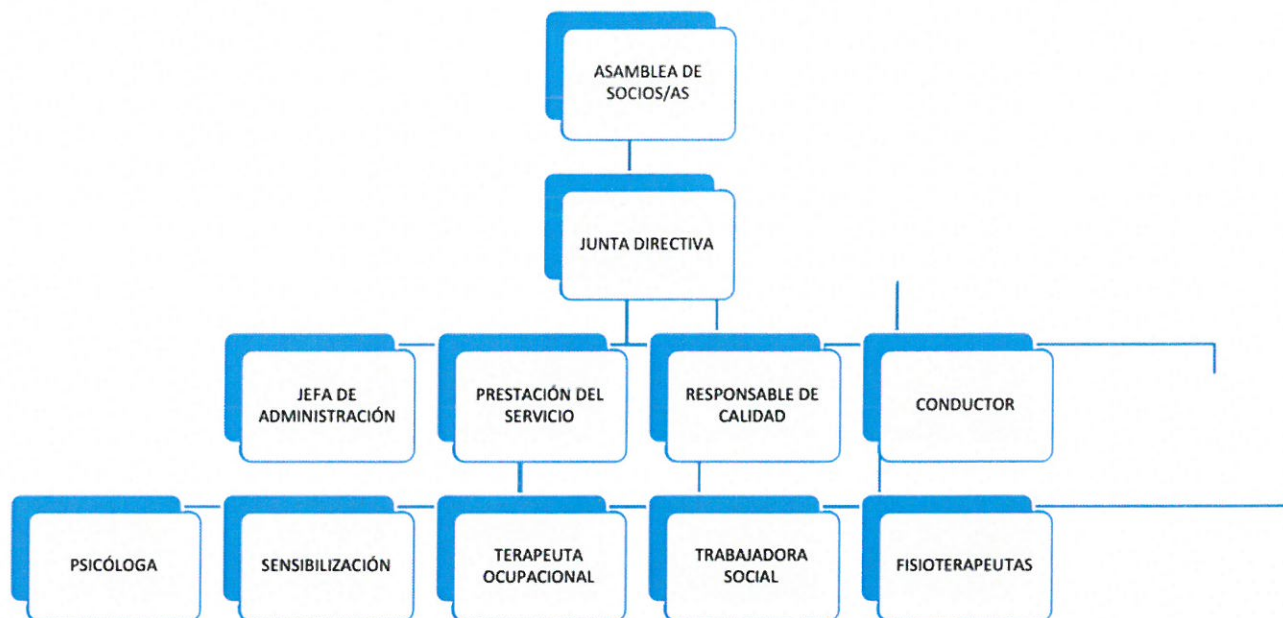 ASAMBLEA DE
SOCIOS/AS
JUNTA DIRECTIVA
JEFA DE
ADMINISTRACIÓN
PRESTACIÓN DEL
SERVICIO
RESPONSABLE DE
CALIDAD
CONDUCTOR
PSICÓLOGA
SENSIBILIZACIÓN
TERAPEUTA
OCUPACIONAL
TRABAJADORA
SOCIAL
FISIOTERAPEUTAS